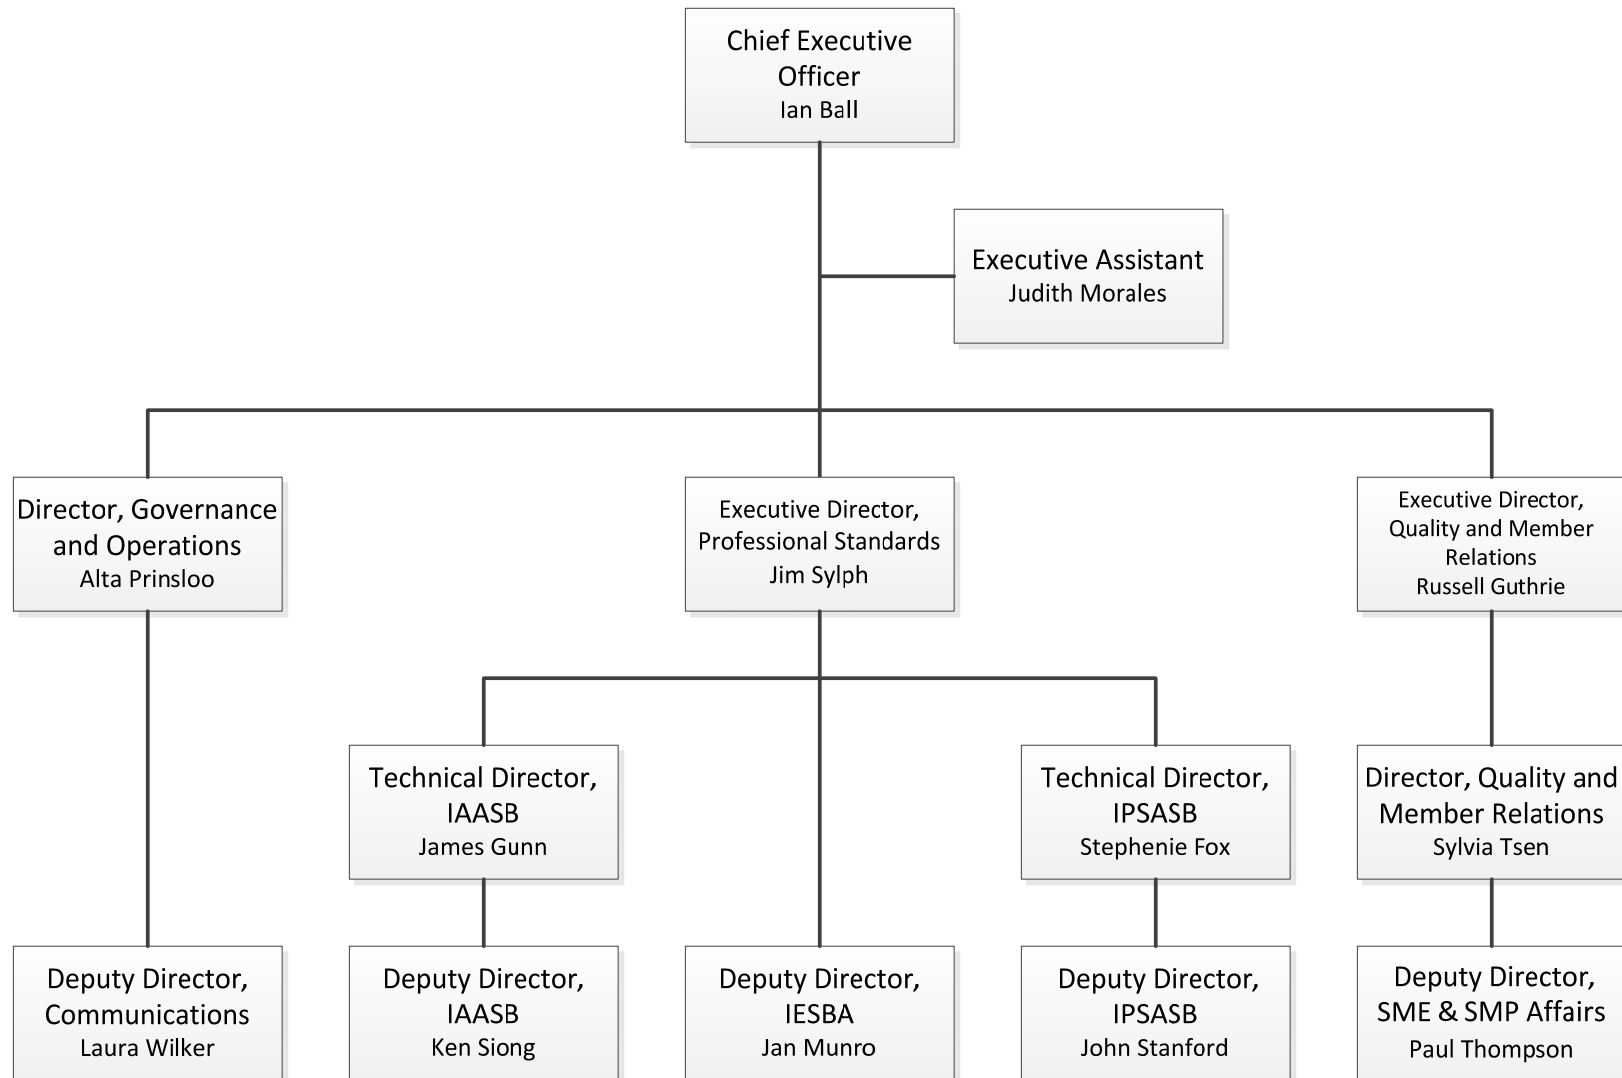 Chief Executive
Officer
Ian Ball
Executive Assistant
Judith Morales
Director, Governance
and Operations
Alta Prinsloo
Executive Director,
Professional Standards
Jim Sylph
Executive Director,
Quality and Member
Relations
Russell Guthrie
Technical Director,
IAASB
James Gunn
Technical Director,
IPSASB
Stephenie Fox
Director, Quality and
Member Relations
Sylvia Tsen
Deputy Director,
Communications
Laura Wilker
Deputy Director,
IAASB
Ken Siong
Deputy Director,
IESBA
Jan Munro
Deputy Director,
IPSASB
John Stanford
Deputy Director,
SME & SMP Affairs
Paul Thompson